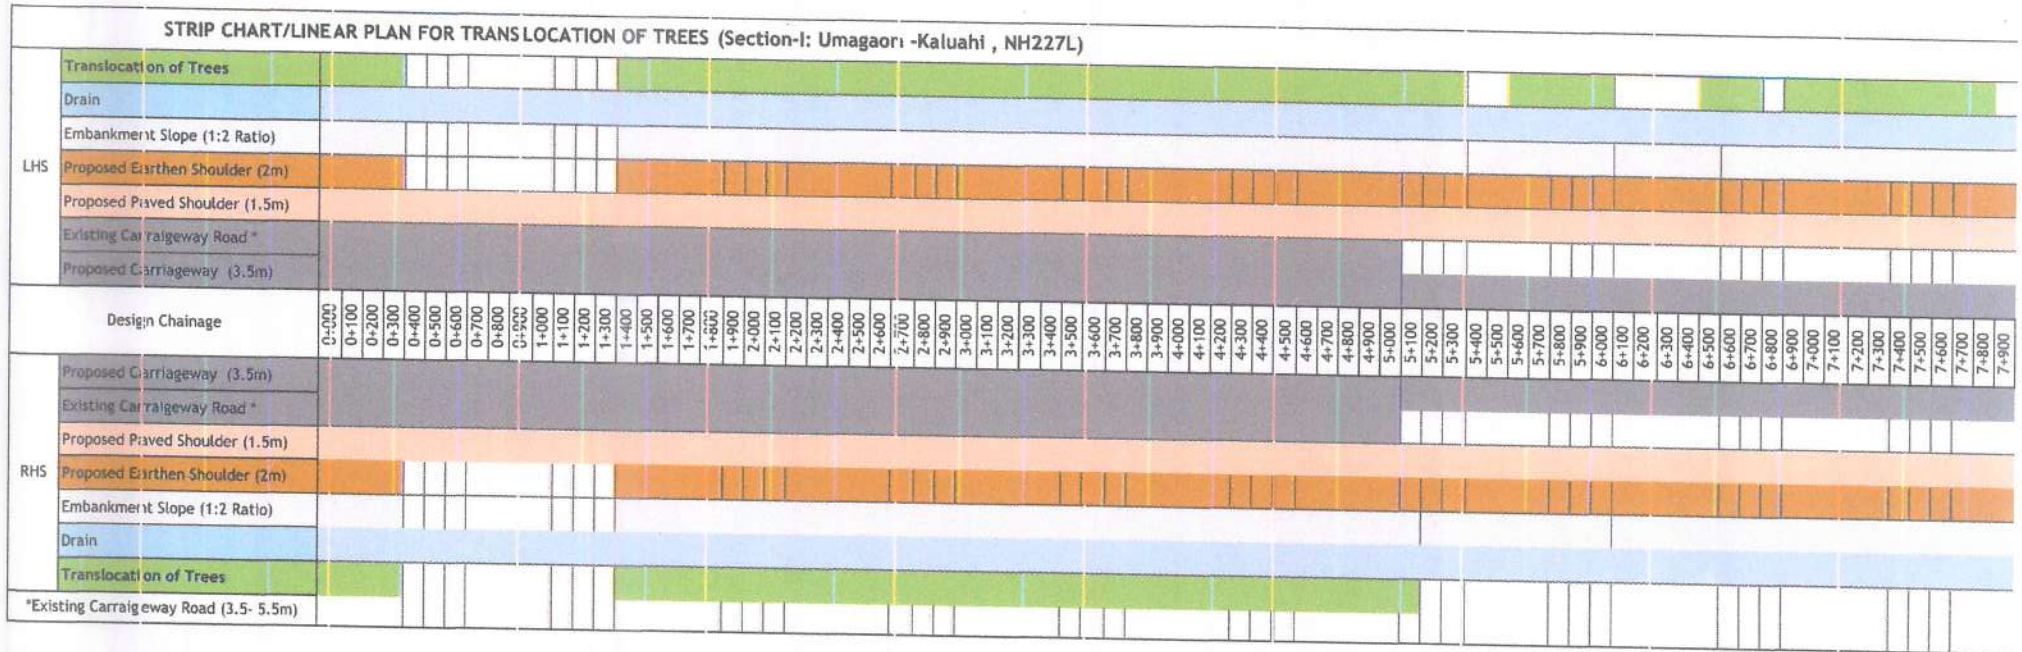 STRIP CHART/LINEAR PLAN FOR TRANSLOCATION OF TREES (Section-I: Umagaon -Kaluahi , NH227L)
Translocation of Trees
Drain
Embankment Slope (1:2 Ratio)
LHS
Proposed Earthen Shoulder (2m)
Proposed Paved Shoulder (1.5m)
Existing Carraigeway Road *
Proposed Carriageway (3.5m)
Design Chainage
0+000 0+100 0+200 0+300 0+400 0+500 0+600 0+700 0+800 0+900 1+000 1+100 1+200 1+300 1+400 1+500 1+600 1+700 1+800 1+900 2+000 2+100 2+200 2+300 2+400 2+500 2+600 2+700 2+800 2+900 3+000 3+100 3+200 3+300 3+400 3+500 3+600 3+700 3+800 3+900 4+000 4+100 4+200 4+300 4+400 4+500 4+600 4+700 4+800 4+900 5+000 5+100 5+200 5+300 5+400 5+500 5+600 5+700 5+800 5+900 6+000 6+100 6+200 6+300 6+400 6+500 6+600 6+700 6+800 6+900 7+000 7+100 7+200 7+300 7+400 7+500 7+600 7+700 7+800 7+900
Proposed Carriageway (3.5m)
Existing Carraigeway Road *
Proposed Paved Shoulder (1.5m)
RHS
Proposed Earthen Shoulder (2m)
Embankment Slope (1:2 Ratio)
Drain
Translocation of Trees
*Existing Carraigeway Road (3.5- 5.5m)